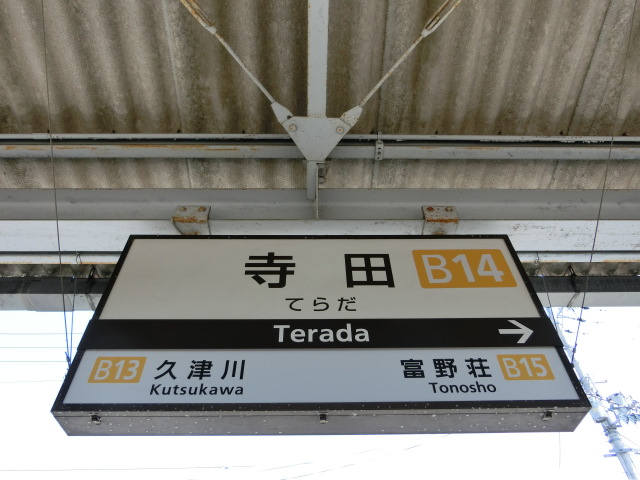 寺田 B14
てらだ
Terada →
B13 久津川 富野荘 B15
Kutsukawa Tonosho